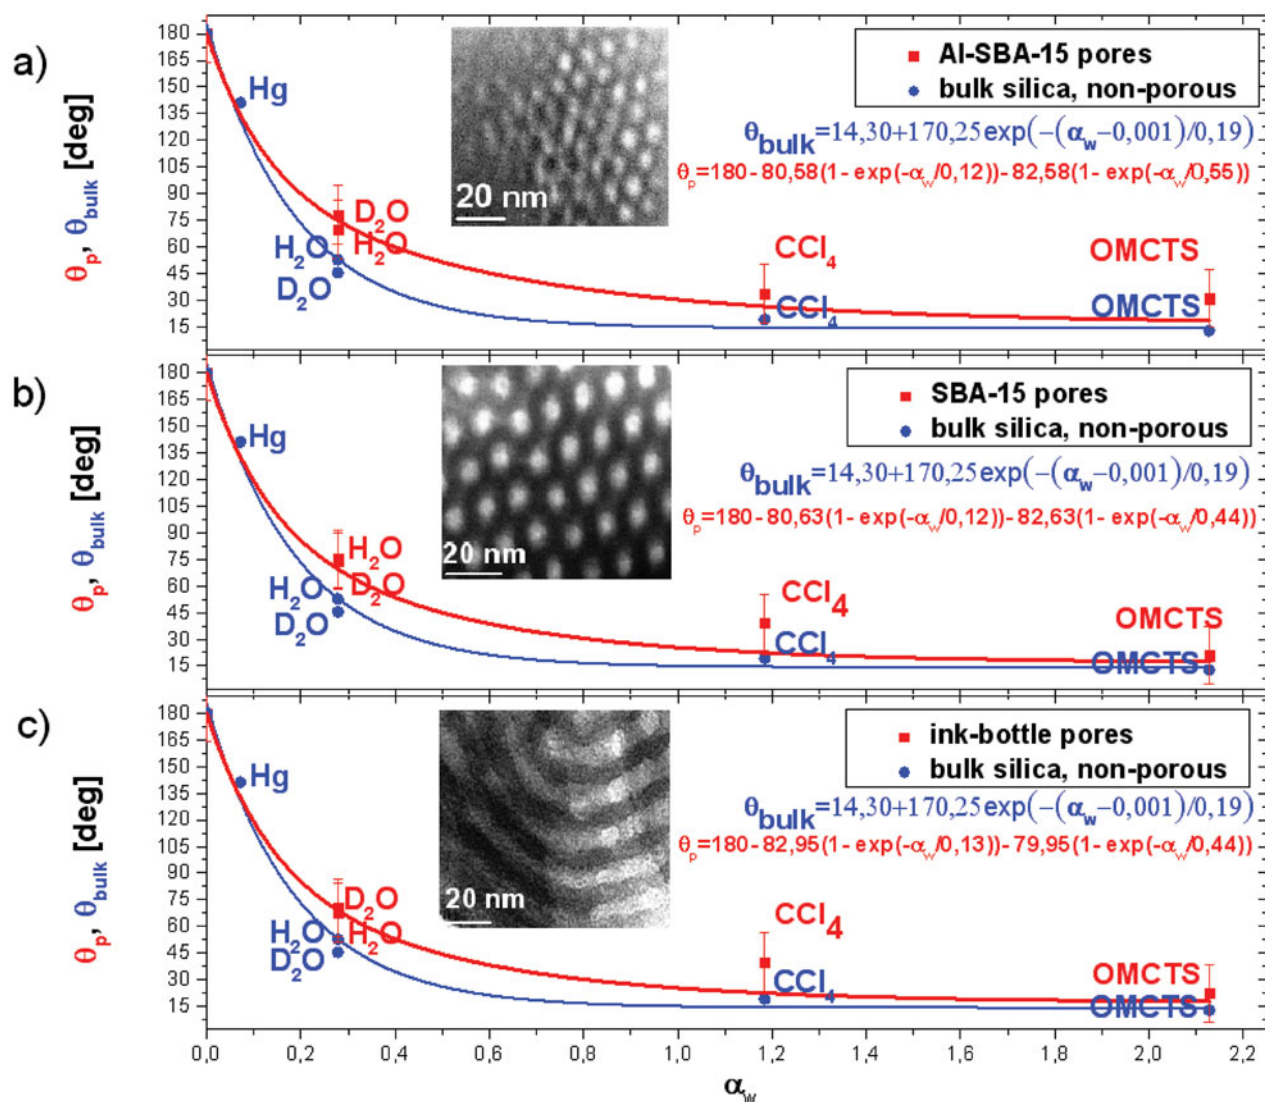 a)
180
165
150
135
120
105
90
75
60
45
30
15
θp, θbulk [deg]
Hg
20 nm
Al-SBA-15 pores
bulk silica, non-porous
θbulk=14,30+170,25exp(−(αw−0,001)/0,19)
θp=180-80,58(1- exp(-αw/0,12))-82,58(1- exp(-αw/0,55))
D2O
H2O
H2O
D2O
CCl4
CCl4
OMCTS
OMCTS
b)
180
165
150
135
120
105
90
75
60
45
30
15
θp, θbulk [deg]
Hg
20 nm
SBA-15 pores
bulk silica, non-porous
θbulk=14,30+170,25exp(−(αw−0,001)/0,19)
θp=180-80,63(1- exp(-αw/0,12))-82,63(1- exp(-αw/0,44))
H2O
D2O
H2O
D2O
CCl4
CCl4
OMCTS
OMCTS
c)
180
165
150
135
120
105
90
75
60
45
30
15
θp, θbulk [deg]
Hg
20 nm
ink-bottle pores
bulk silica, non-porous
θbulk=14,30+170,25exp(−(αw−0,001)/0,19)
θp=180-82,95(1- exp(-αw/0,13))-79,95(1- exp(-αw/0,44))
D2O
H2O
H2O
D2O
CCl4
CCl4
OMCTS
OMCTS
0,0 0,2 0,4 0,6 0,8 1,0 1,2 1,4 1,6 1,8 2,0 2,2
αw